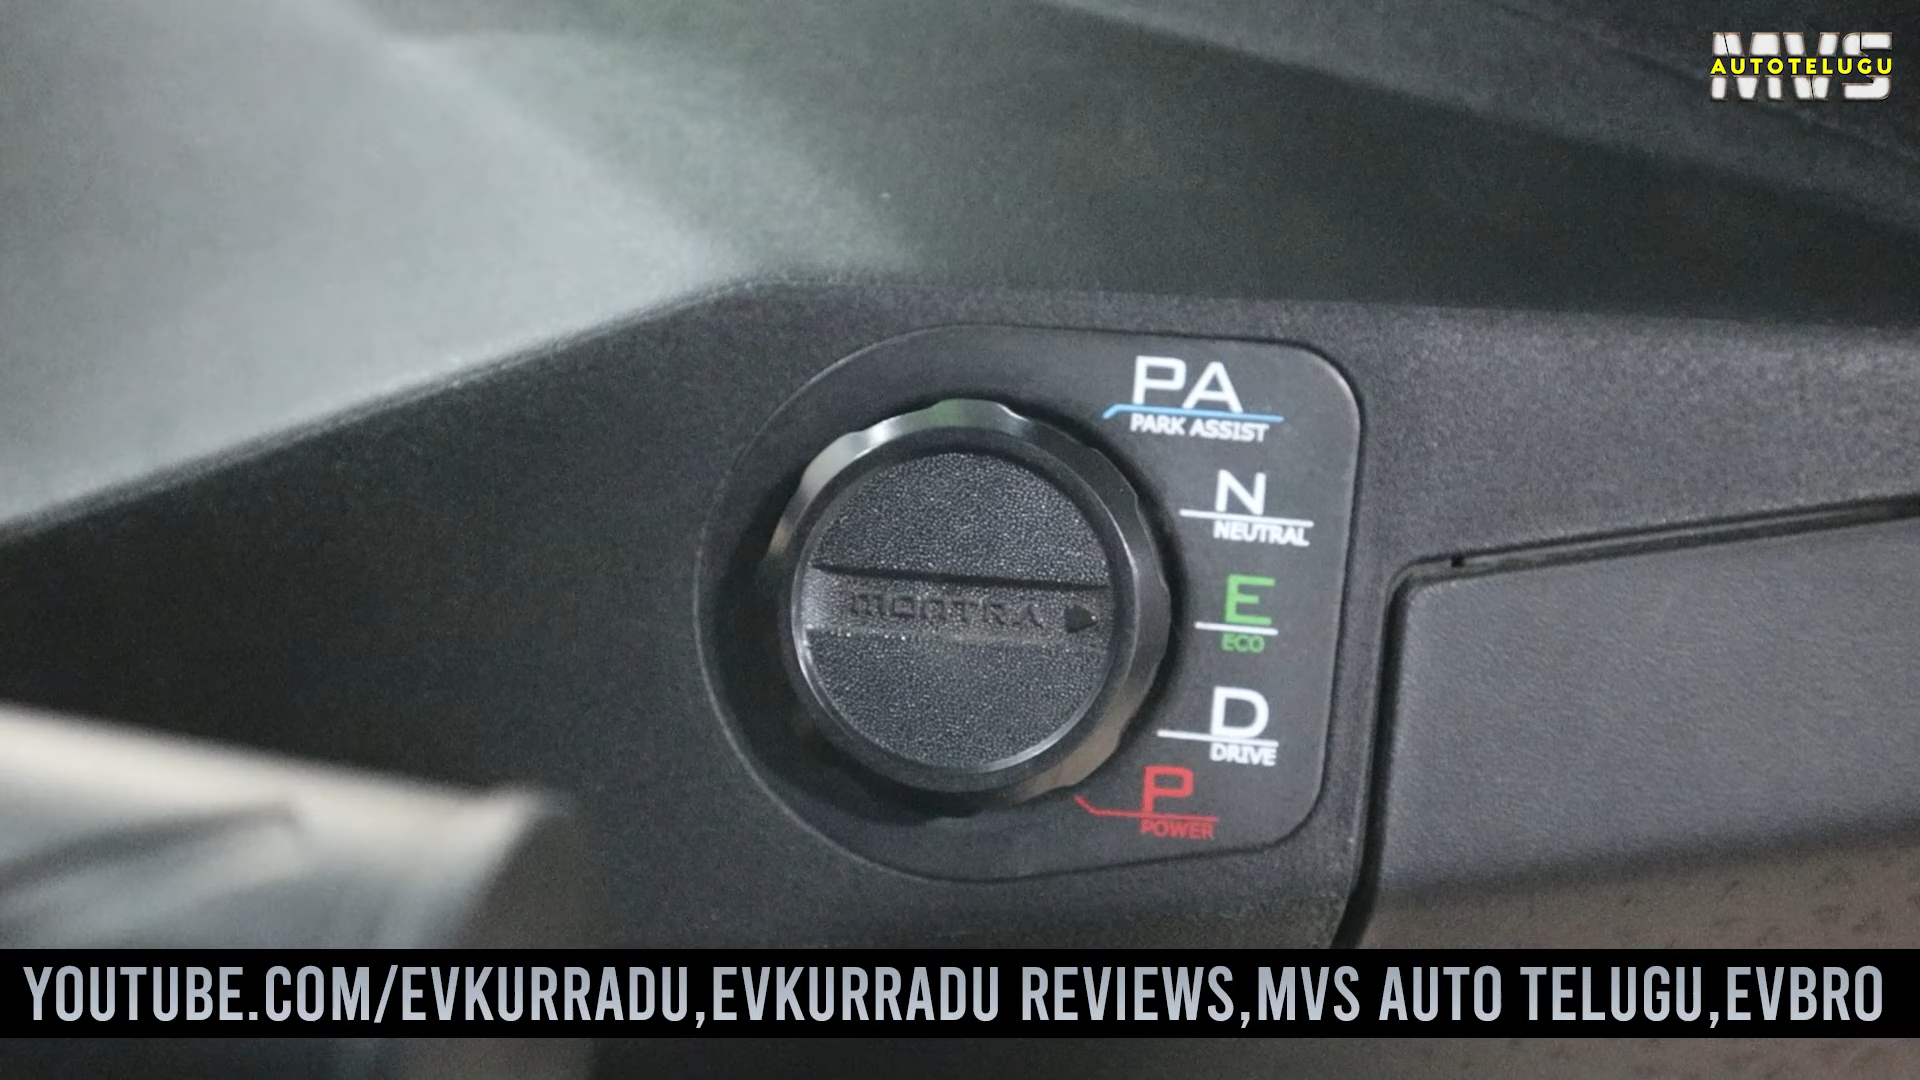 MVS
AUTOTELUGU
PA
PARK ASSIST
N
NEUTRAL
E
ECO
MONTRA
D
DRIVE
P
POWER
YOUTUBE.COM/EVKURRADU,EVKURRADU REVIEWS,MVS AUTO TELUGU,EVBRO